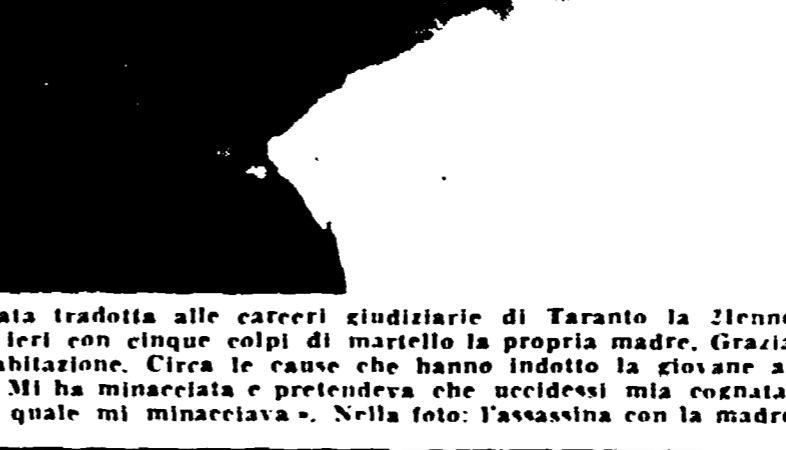 ata tradotta alle carceri giudiziarie di Taranto la 21enne
ieri con cinque colpi di martello la propria madre. Grazia
abitazione. Circa le cause che hanno indotto la giovane a
Mi ha minacciata e pretendeva che uccidessi mia cognata
quale mi minacciava ». Nella foto: l'assassina con la madre